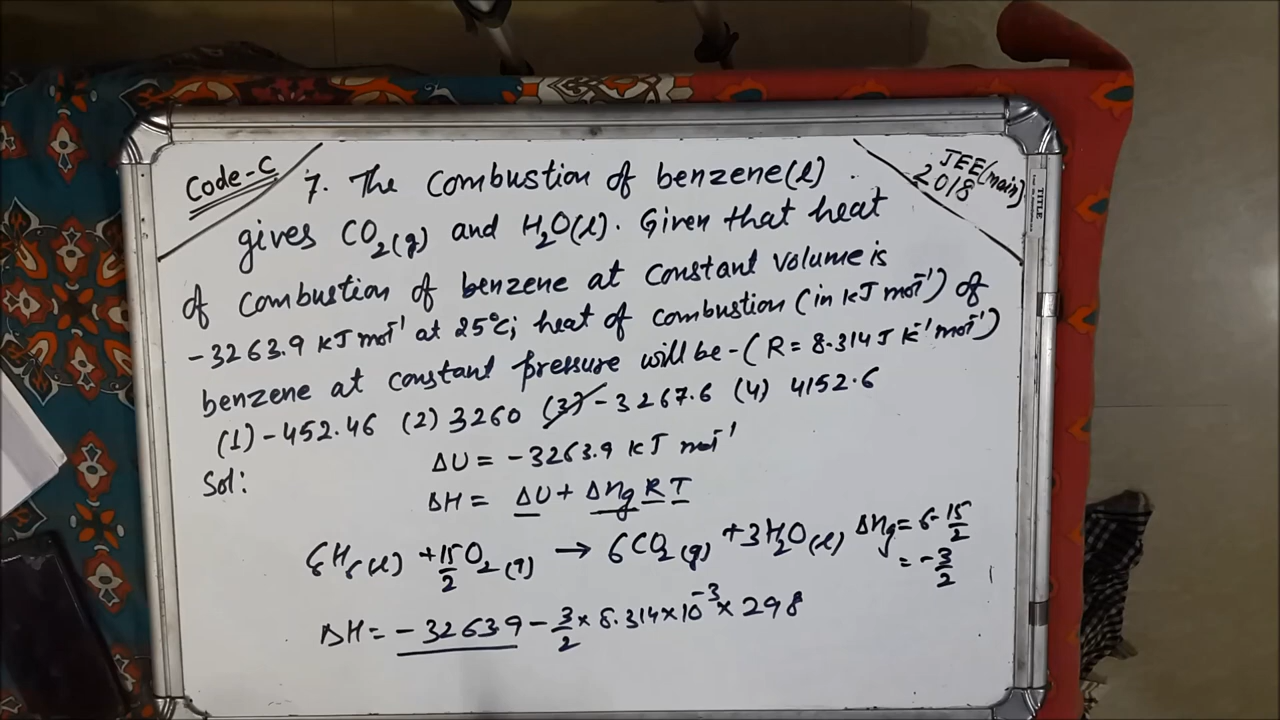 Code-C
JEE(main)
2018
TITLE
7. The Combustion of benzene(l)
gives CO₂(g) and H₂O(l). Given that heat
of Combustion of benzene at Constant volume is
-3263.9 kJ mol⁻¹ at 25°C; heat of combustion (in kJ mol⁻¹) of
benzene at constant pressure will be - (R = 8.314 J K⁻¹ mol⁻¹)
(1) -452.46 (2) 3260 (3) -3267.6 (4) 4152.6
Sol:
ΔU = -3263.9 kJ mol⁻¹
ΔH = ΔU + Δng RT
C₆H₆(l) + 15/2 O₂(g) → 6CO₂(g) + 3H₂O(l) Δng = 6-15/2
= -3/2
ΔH = -3263.9 - 3/2 × 8.314 × 10⁻³ × 298